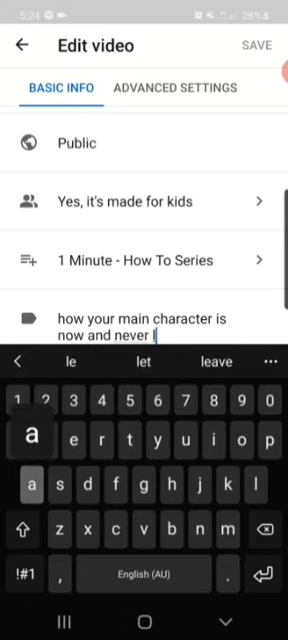 5:24
28%
Edit video
SAVE
BASIC INFO
ADVANCED SETTINGS
Public
Yes, it's made for kids
1 Minute - How To Series
how your main character is
now and never l
le
let
leave
1 2 3 4 5 6 7 8 9 0
a
e r t y u i o p
a s d f g h j k l
z x c v b n m
!#1 , English (AU) .